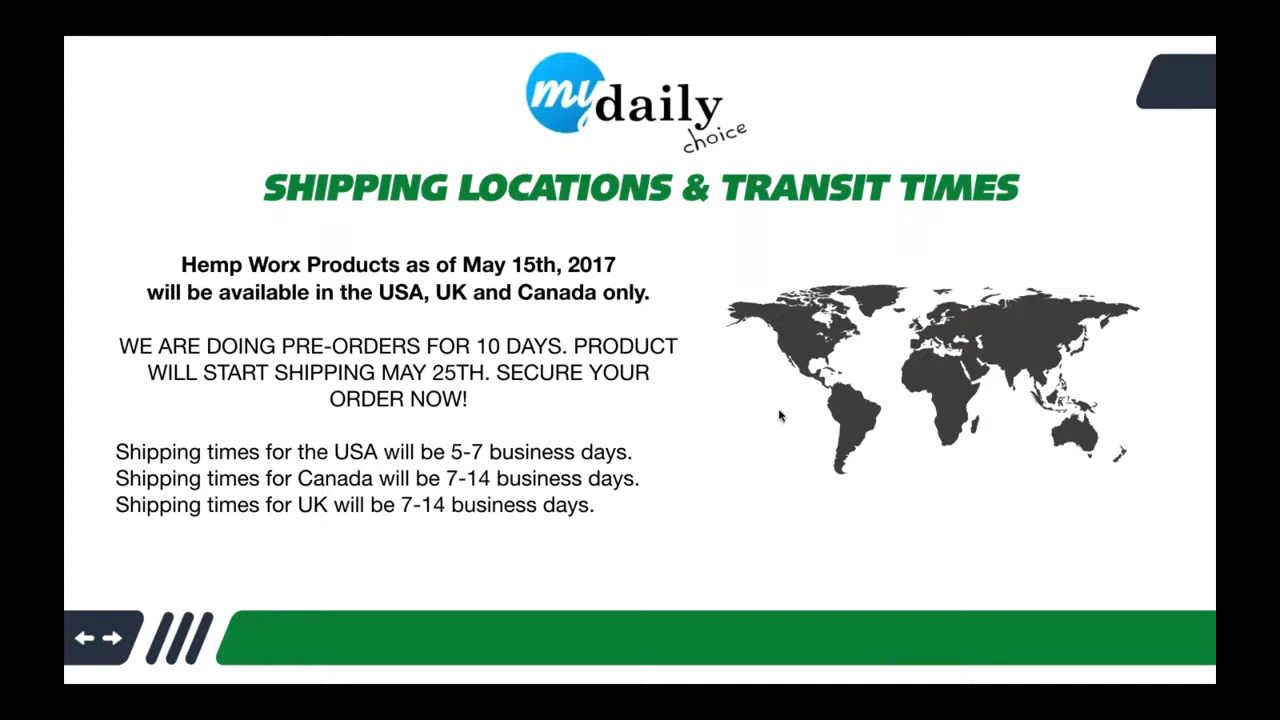 my daily
choice
SHIPPING LOCATIONS & TRANSIT TIMES
Hemp Worx Products as of May 15th, 2017
will be available in the USA, UK and Canada only.
WE ARE DOING PRE-ORDERS FOR 10 DAYS. PRODUCT
WILL START SHIPPING MAY 25TH. SECURE YOUR
ORDER NOW!
Shipping times for the USA will be 5-7 business days.
Shipping times for Canada will be 7-14 business days.
Shipping times for UK will be 7-14 business days.